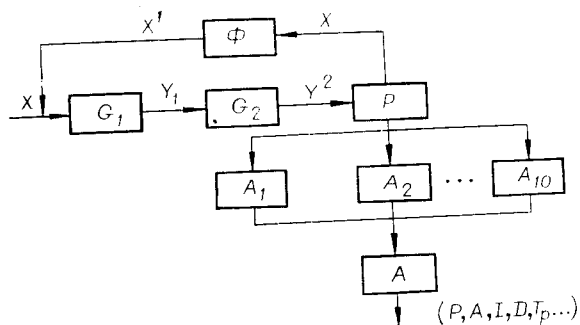 X' Φ X
X G₁ Y₁ G₂ Y² P
A₁ A₂ ... A₁₀
A
(P, A, I, D, Tₚ...)